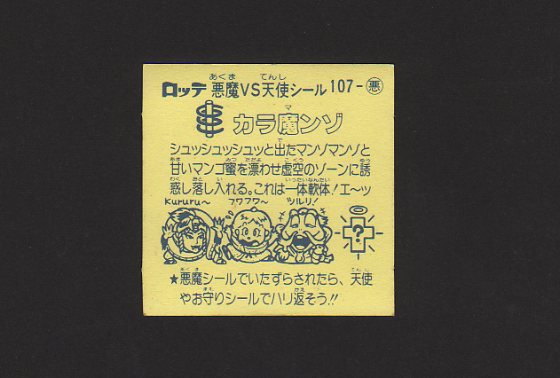 ロッテ 悪魔VS天使シール 107-悪
カラ魔ンゾ
シュッシュッシュッと出たマンゾマンゾと
甘いマンゴ蜜を漂わせ虚空のゾーンに誘
惑し落し入れる。これは一体軟体!エ〜ッ
Kururu〜 フワフワ〜 ツルリ!
?
★悪魔シールでいたずらされたら、天使
やお守りシールでハリ返そう!!